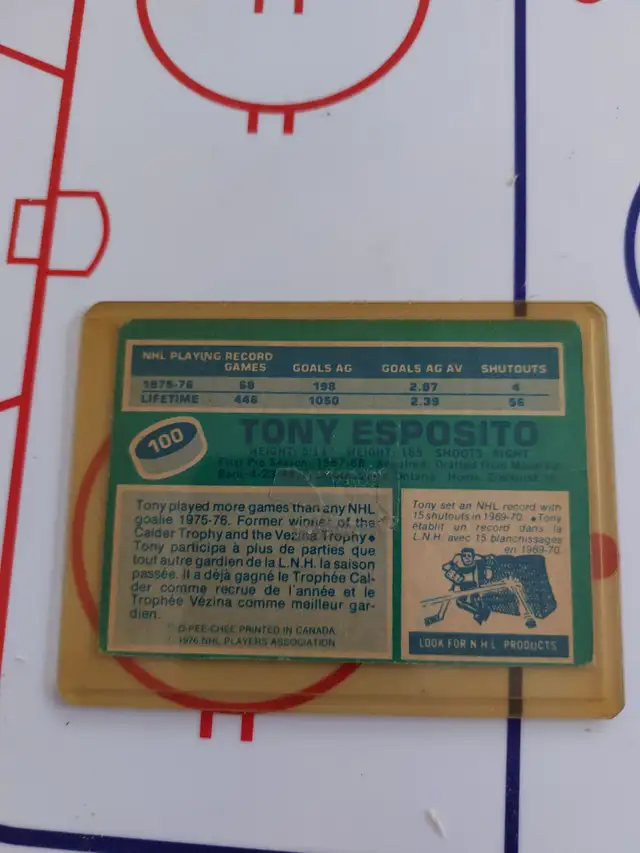 NHL PLAYING RECORD
GAMES GOALS AG GOALS AG AV SHUTOUTS
1975-76 68 198 2.97 4
LIFETIME 446 1050 2.39 56
100
TONY ESPOSITO
HEIGHT: 5:11 WEIGHT: 185 SHOOTS RIGHT
First Pro Season: 1967-68 Acquired: Drafted from
Ontario Home:
Tony played more games than any NHL
goalie 1975-76. Former winner of the
Calder Trophy and the Vezina Trophy ◆
Tony participa à plus de parties que
tout autre gardien de la L.N.H. la saison
passée. Il a déjà gagné le Trophée Cal-
der comme recrue de l'année et le
Trophée Vézina comme meilleur gar-
dien.
O-PEE-CHEE PRINTED IN CANADA
1976 NHL PLAYERS ASSOCIATION
Tony set an NHL record with
15 shutouts in 1969-70. ◆Tony
établit un record dans la
L.N.H. avec 15 blanchissages
en 1969-70.
LOOK FOR N H L PRODUCTS